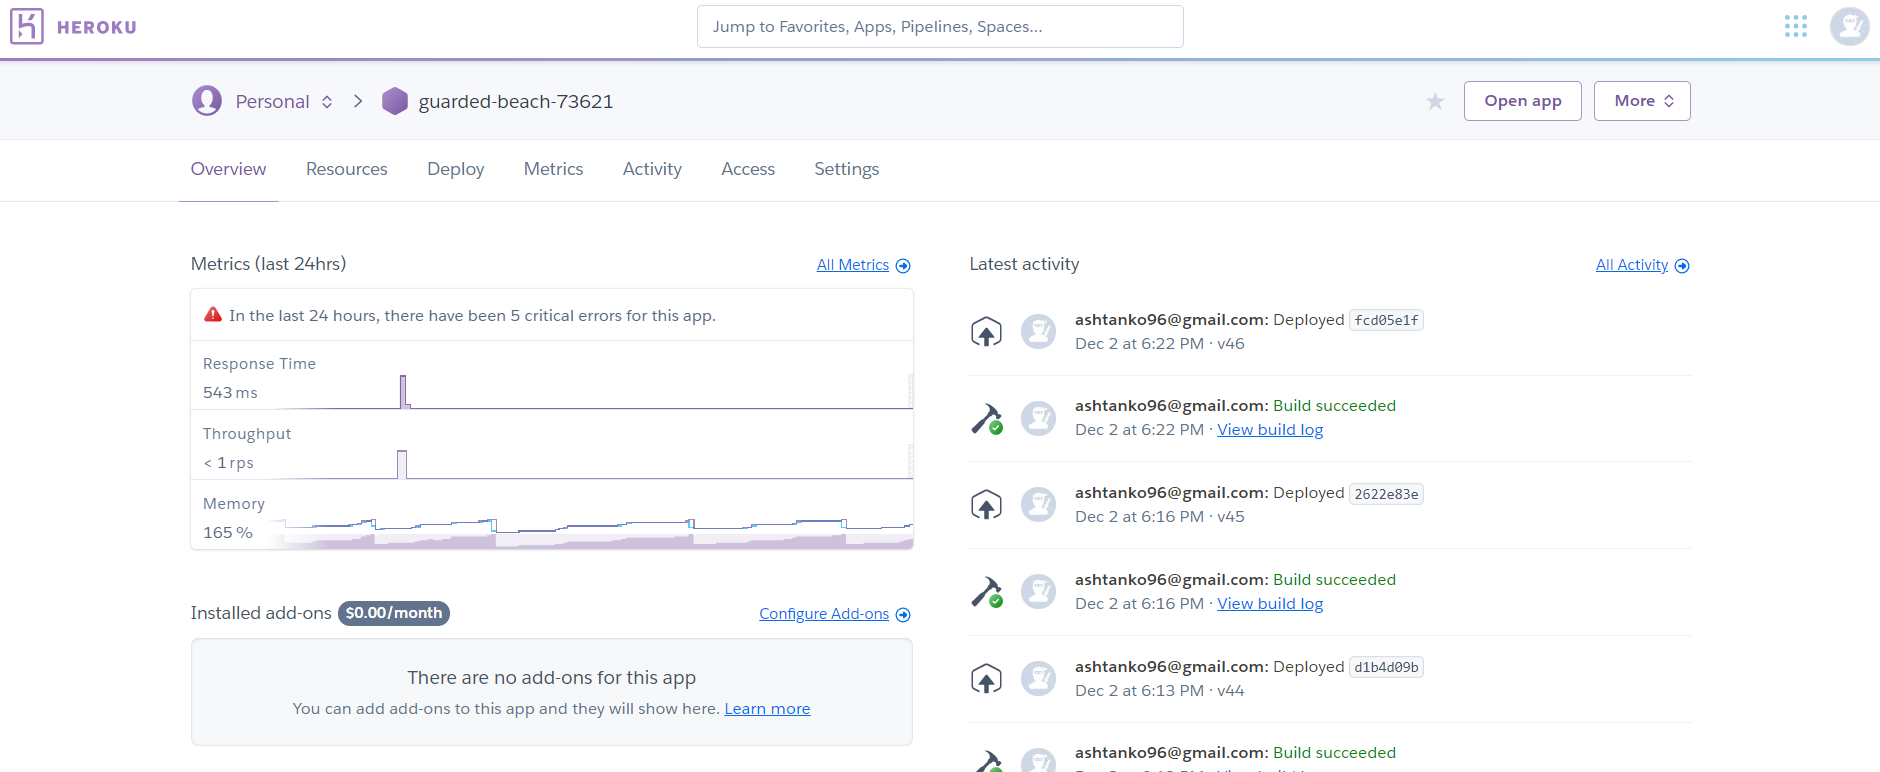 HEROKU
Jump to Favorites, Apps, Pipelines, Spaces...
Personal
guarded-beach-73621
Open app
More
Overview
Resources
Deploy
Metrics
Activity
Access
Settings
Metrics (last 24hrs)
All Metrics
In the last 24 hours, there have been 5 critical errors for this app.
Response Time
543 ms
Throughput
< 1 rps
Memory
165 %
Installed add-ons $0.00/month
Configure Add-ons
There are no add-ons for this app
You can add add-ons to this app and they will show here. Learn more
Latest activity
All Activity
ashtanko96@gmail.com: Deployed fcd05e1f
Dec 2 at 6:22 PM · v46
ashtanko96@gmail.com: Build succeeded
Dec 2 at 6:22 PM · View build log
ashtanko96@gmail.com: Deployed 2622e83e
Dec 2 at 6:16 PM · v45
ashtanko96@gmail.com: Build succeeded
Dec 2 at 6:16 PM · View build log
ashtanko96@gmail.com: Deployed d1b4d09b
Dec 2 at 6:13 PM · v44
ashtanko96@gmail.com: Build succeeded